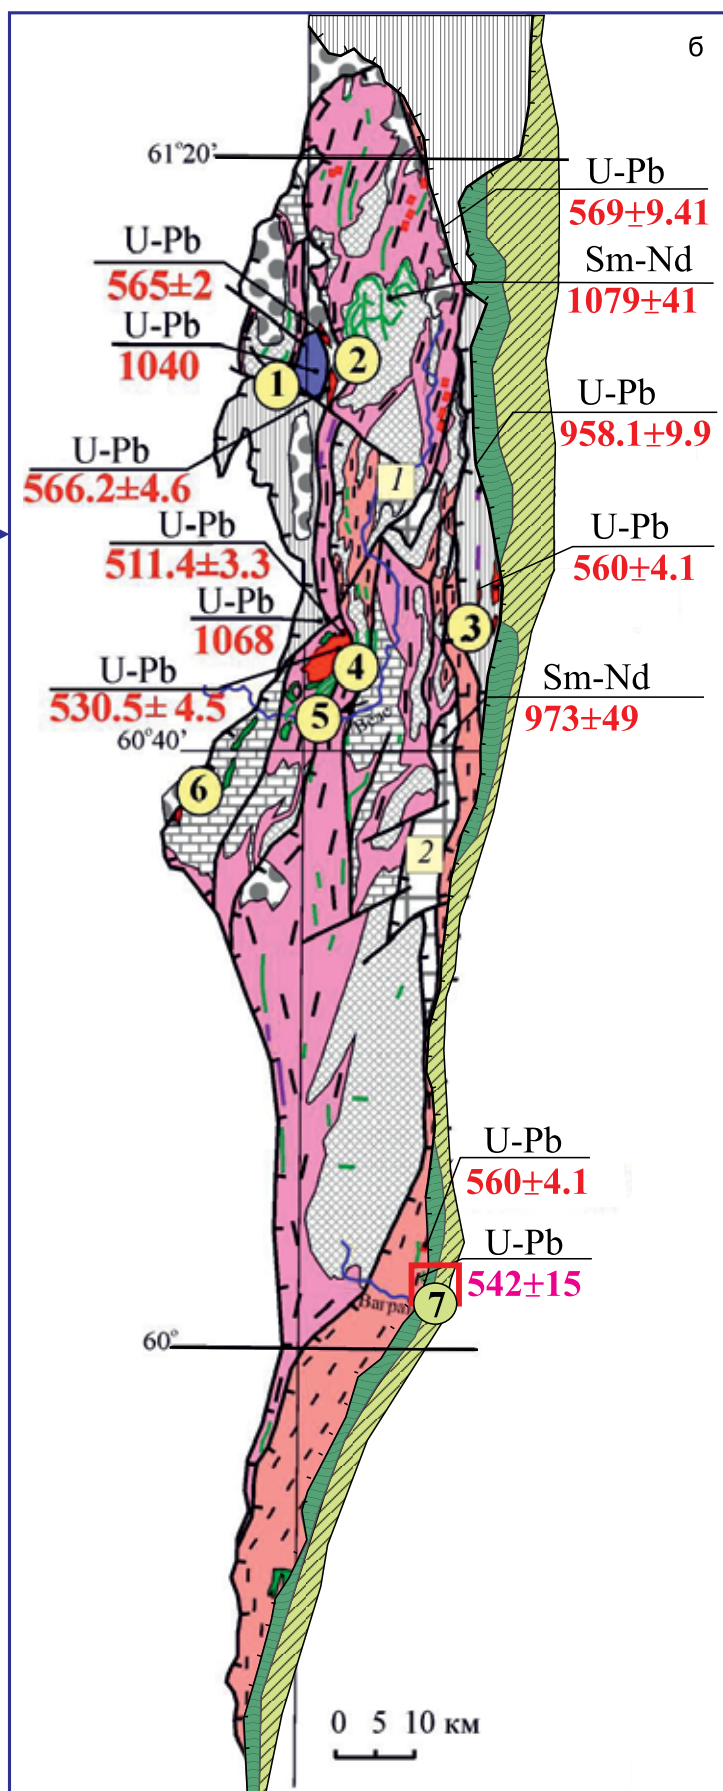 б
61°20'
U-Pb
569±9.41
U-Pb
565±2
Sm-Nd
1079±41
U-Pb
1040
1
2
U-Pb
958.1±9.9
U-Pb
566.2±4.6
1
U-Pb
511.4±3.3
U-Pb
560±4.1
U-Pb
1068
3
4
U-Pb
530.5±4.5
Sm-Nd
973±49
5
60°40'
6
2
U-Pb
560±4.1
U-Pb
542±15
7
60°
0 5 10 км